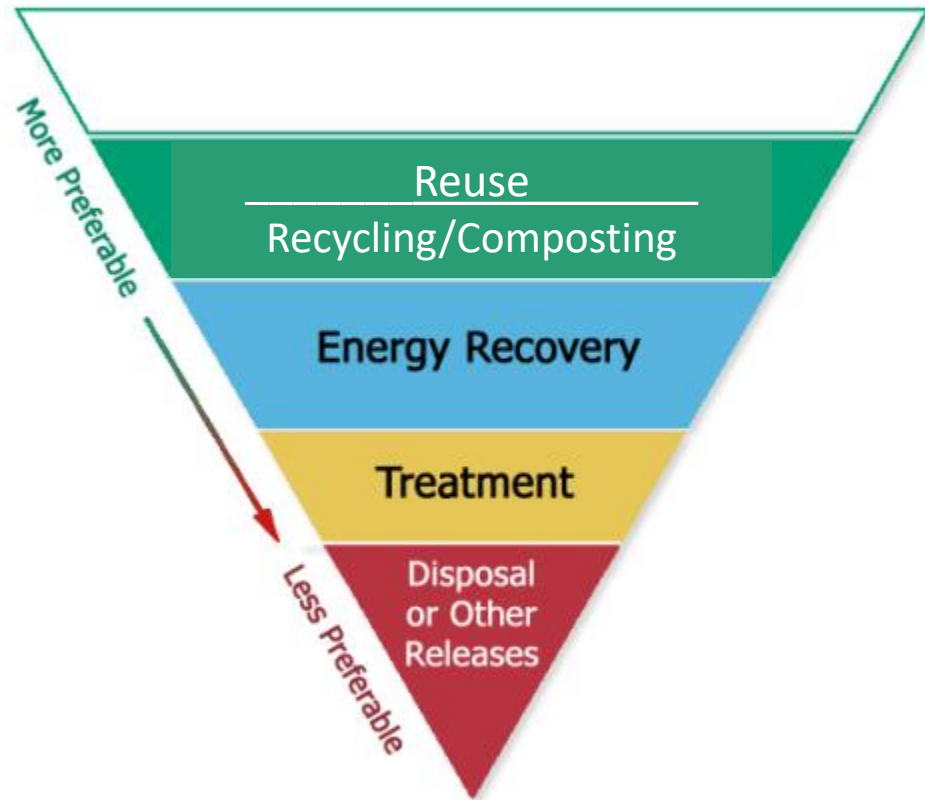 More Preferable
Reuse
Recycling/Composting
Energy Recovery
Treatment
Less Preferable
Disposal
or Other
Releases